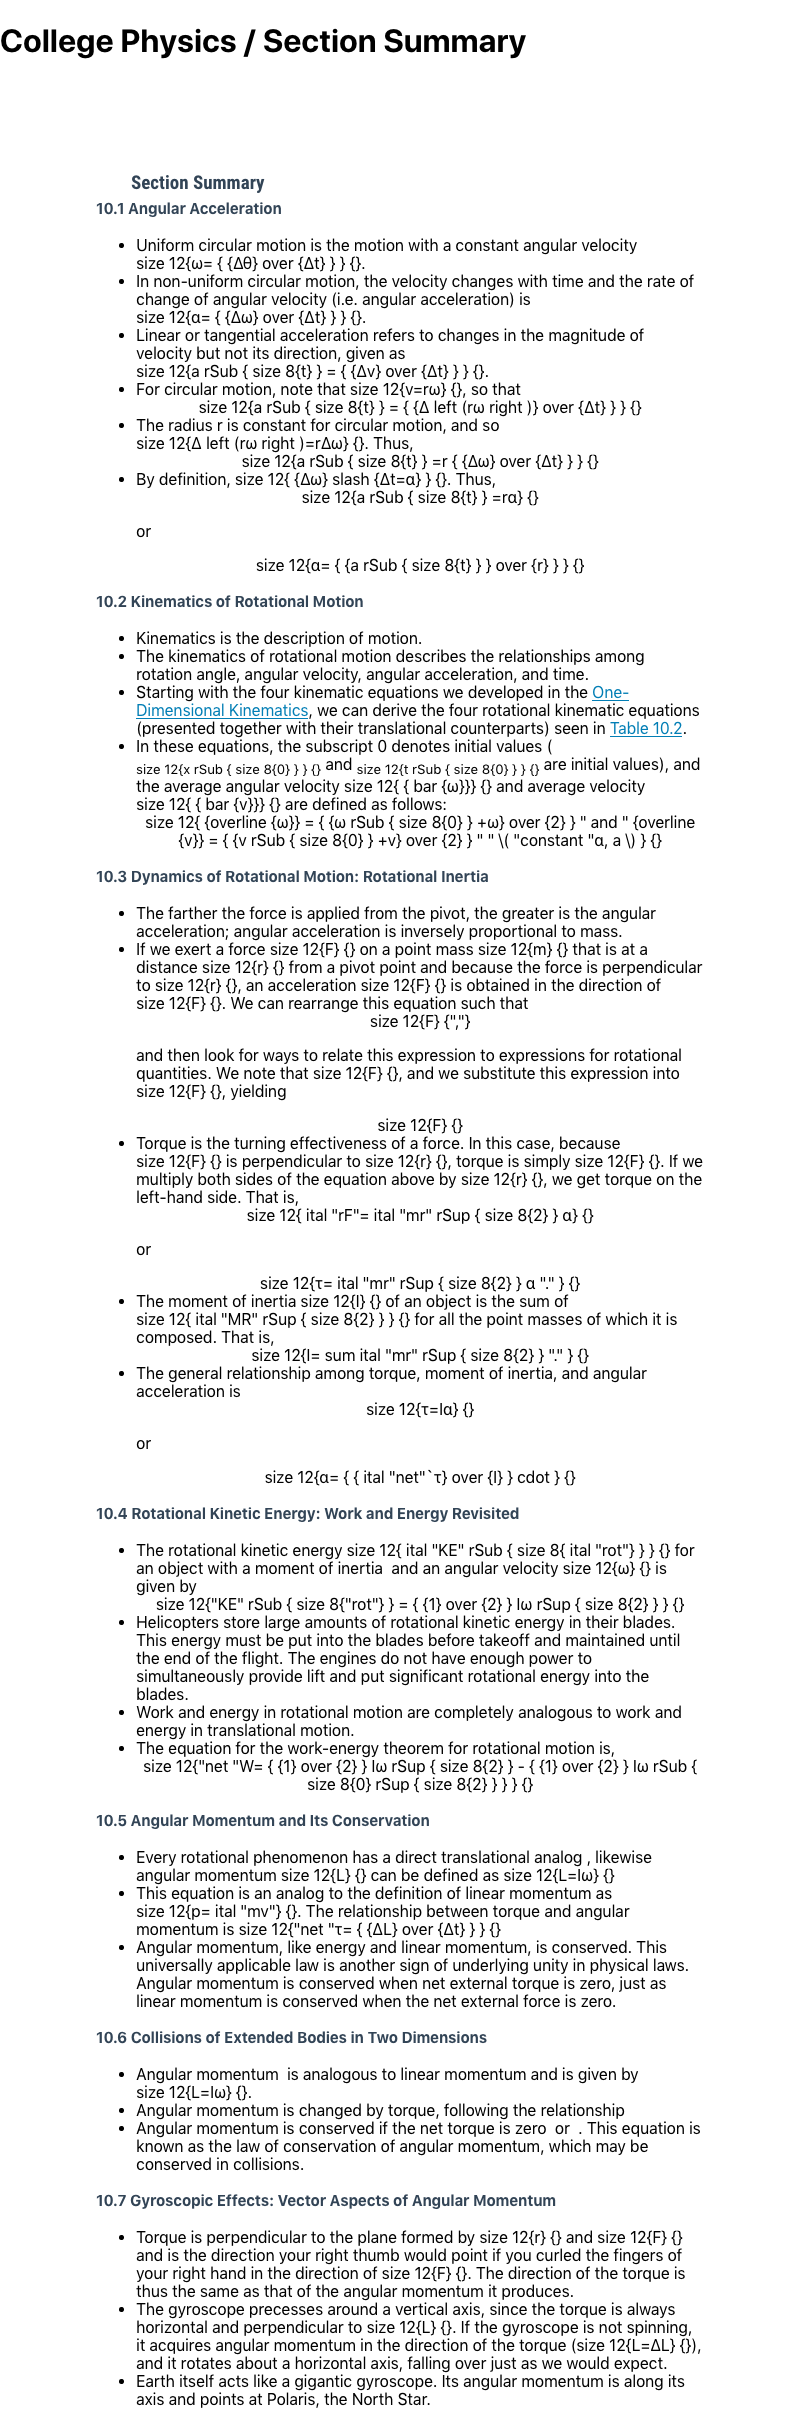 College Physics / Section Summary
Section Summary
10.1 Angular Acceleration
• Uniform circular motion is the motion with a constant angular velocity
size 12{ω= { {Δθ} over {Δt} } } {}.
• In non-uniform circular motion, the velocity changes with time and the rate of
change of angular velocity (i.e. angular acceleration) is
size 12{α= { {Δω} over {Δt} } } {}.
• Linear or tangential acceleration refers to changes in the magnitude of
velocity but not its direction, given as
size 12{a rSub { size 8{t} } = { {Δv} over {Δt} } } {}.
• For circular motion, note that size 12{v=rω} {}, so that
size 12{a rSub { size 8{t} } = { {Δ left (rω right )} over {Δt} } } {}
• The radius r is constant for circular motion, and so
size 12{Δ left (rω right )=rΔω} {}. Thus,
size 12{a rSub { size 8{t} } =r { {Δω} over {Δt} } } {}
• By definition, size 12{ {Δω} slash {Δt=α} } {}. Thus,
size 12{a rSub { size 8{t} } =rα} {}
or
size 12{α= { {a rSub { size 8{t} } } over {r} } } {}
10.2 Kinematics of Rotational Motion
• Kinematics is the description of motion.
• The kinematics of rotational motion describes the relationships among
rotation angle, angular velocity, angular acceleration, and time.
• Starting with the four kinematic equations we developed in the One-
Dimensional Kinematics, we can derive the four rotational kinematic equations
(presented together with their translational counterparts) seen in Table 10.2.
• In these equations, the subscript 0 denotes initial values (
size 12{x rSub { size 8{0} } } {} and size 12{t rSub { size 8{0} } } {} are initial values), and
the average angular velocity size 12{ { bar {ω}}} {} and average velocity
size 12{ { bar {v}}} {} are defined as follows:
size 12{ {overline {ω}} = { {ω rSub { size 8{0} } +ω} over {2} } " and " {overline
{v}} = { {v rSub { size 8{0} } +v} over {2} } " " \( "constant "α, a \) } {}
10.3 Dynamics of Rotational Motion: Rotational Inertia
• The farther the force is applied from the pivot, the greater is the angular
acceleration; angular acceleration is inversely proportional to mass.
• If we exert a force size 12{F} {} on a point mass size 12{m} {} that is at a
distance size 12{r} {} from a pivot point and because the force is perpendicular
to size 12{r} {}, an acceleration size 12{F} {} is obtained in the direction of
size 12{F} {}. We can rearrange this equation such that
size 12{F} {","}
and then look for ways to relate this expression to expressions for rotational
quantities. We note that size 12{F} {}, and we substitute this expression into
size 12{F} {}, yielding
size 12{F} {}
• Torque is the turning effectiveness of a force. In this case, because
size 12{F} {} is perpendicular to size 12{r} {}, torque is simply size 12{F} {}. If we
multiply both sides of the equation above by size 12{r} {}, we get torque on the
left-hand side. That is,
size 12{ ital "rF"= ital "mr" rSup { size 8{2} } α} {}
or
size 12{τ= ital "mr" rSup { size 8{2} } α "." } {}
• The moment of inertia size 12{I} {} of an object is the sum of
size 12{ ital "MR" rSup { size 8{2} } } {} for all the point masses of which it is
composed. That is,
size 12{I= sum ital "mr" rSup { size 8{2} } "." } {}
• The general relationship among torque, moment of inertia, and angular
acceleration is
size 12{τ=Iα} {}
or
size 12{α= { { ital "net"`τ} over {I} } cdot } {}
10.4 Rotational Kinetic Energy: Work and Energy Revisited
• The rotational kinetic energy size 12{ ital "KE" rSub { size 8{ ital "rot"} } } {} for
an object with a moment of inertia and an angular velocity size 12{ω} {} is
given by
size 12{"KE" rSub { size 8{"rot"} } = { {1} over {2} } Iω rSup { size 8{2} } } {}
• Helicopters store large amounts of rotational kinetic energy in their blades.
This energy must be put into the blades before takeoff and maintained until
the end of the flight. The engines do not have enough power to
simultaneously provide lift and put significant rotational energy into the
blades.
• Work and energy in rotational motion are completely analogous to work and
energy in translational motion.
• The equation for the work-energy theorem for rotational motion is,
size 12{"net "W= { {1} over {2} } Iω rSup { size 8{2} } - { {1} over {2} } Iω rSub {
size 8{0} rSup { size 8{2} } } } {}
10.5 Angular Momentum and Its Conservation
• Every rotational phenomenon has a direct translational analog , likewise
angular momentum size 12{L} {} can be defined as size 12{L=Iω} {}
• This equation is an analog to the definition of linear momentum as
size 12{p= ital "mv"} {}. The relationship between torque and angular
momentum is size 12{"net "τ= { {ΔL} over {Δt} } } {}
• Angular momentum, like energy and linear momentum, is conserved. This
universally applicable law is another sign of underlying unity in physical laws.
Angular momentum is conserved when net external torque is zero, just as
linear momentum is conserved when the net external force is zero.
10.6 Collisions of Extended Bodies in Two Dimensions
• Angular momentum is analogous to linear momentum and is given by
size 12{L=Iω} {}.
• Angular momentum is changed by torque, following the relationship
• Angular momentum is conserved if the net torque is zero or . This equation is
known as the law of conservation of angular momentum, which may be
conserved in collisions.
10.7 Gyroscopic Effects: Vector Aspects of Angular Momentum
• Torque is perpendicular to the plane formed by size 12{r} {} and size 12{F} {}
and is the direction your right thumb would point if you curled the fingers of
your right hand in the direction of size 12{F} {}. The direction of the torque is
thus the same as that of the angular momentum it produces.
• The gyroscope precesses around a vertical axis, since the torque is always
horizontal and perpendicular to size 12{L} {}. If the gyroscope is not spinning,
it acquires angular momentum in the direction of the torque (size 12{L=ΔL} {}),
and it rotates about a horizontal axis, falling over just as we would expect.
• Earth itself acts like a gigantic gyroscope. Its angular momentum is along its
axis and points at Polaris, the North Star.